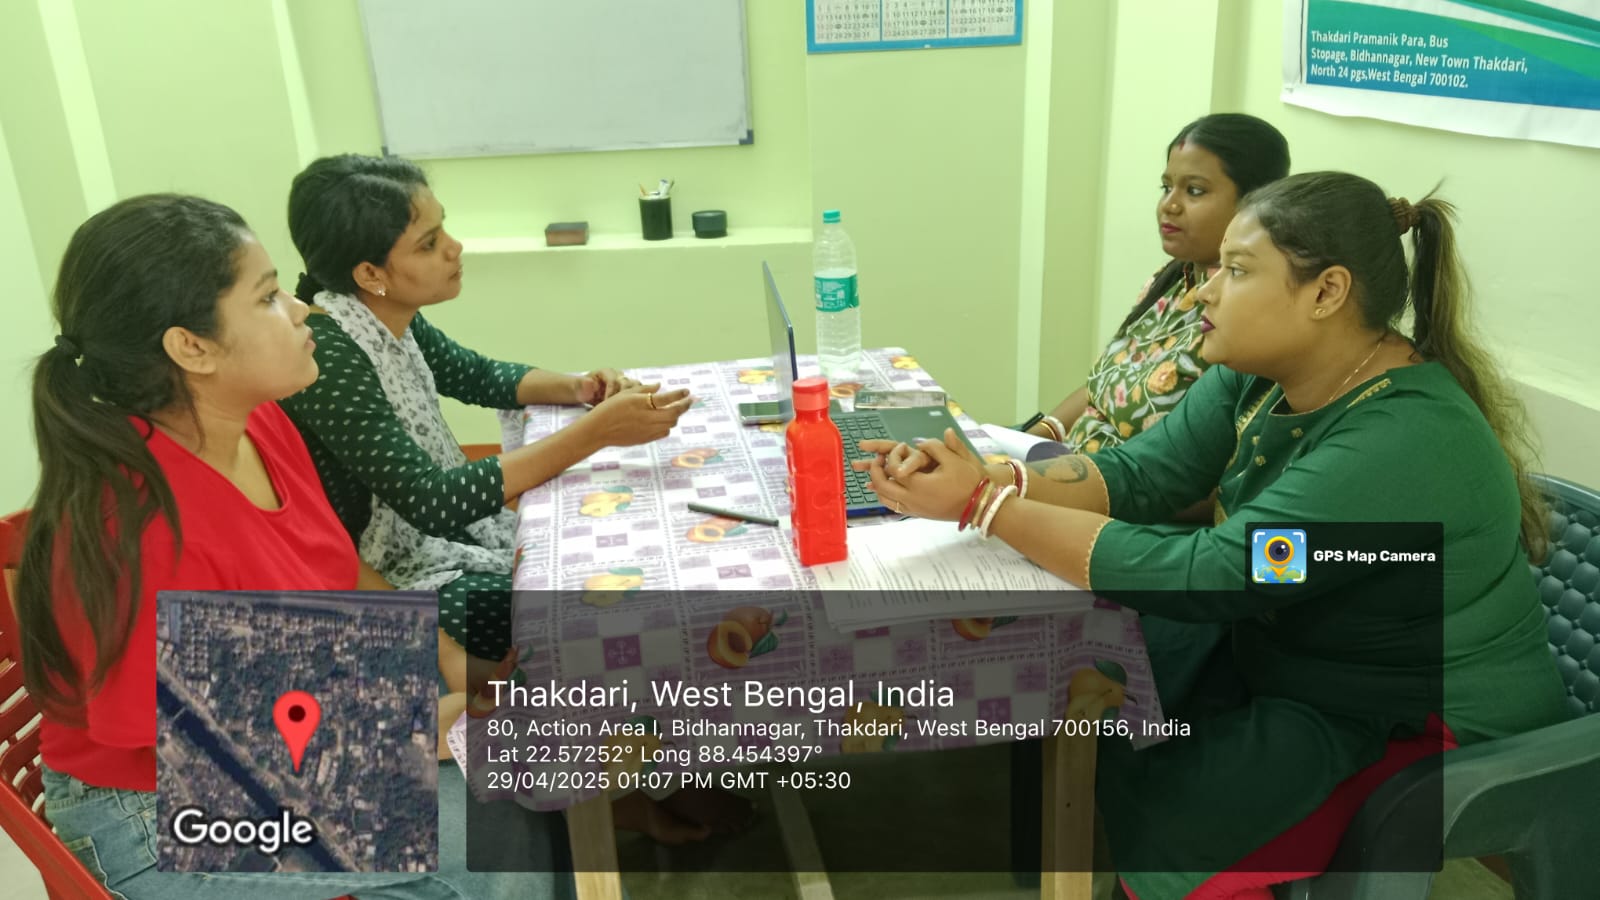 Thakdari Pramanik Para, Bus
Stopage, Bidhannagar, New Town Thakdari,
North 24 pgs,West Bengal 700102.
GPS Map Camera
Thakdari, West Bengal, India
80, Action Area I, Bidhannagar, Thakdari, West Bengal 700156, India
Lat 22.57252° Long 88.454397°
29/04/2025 01:07 PM GMT +05:30
Google